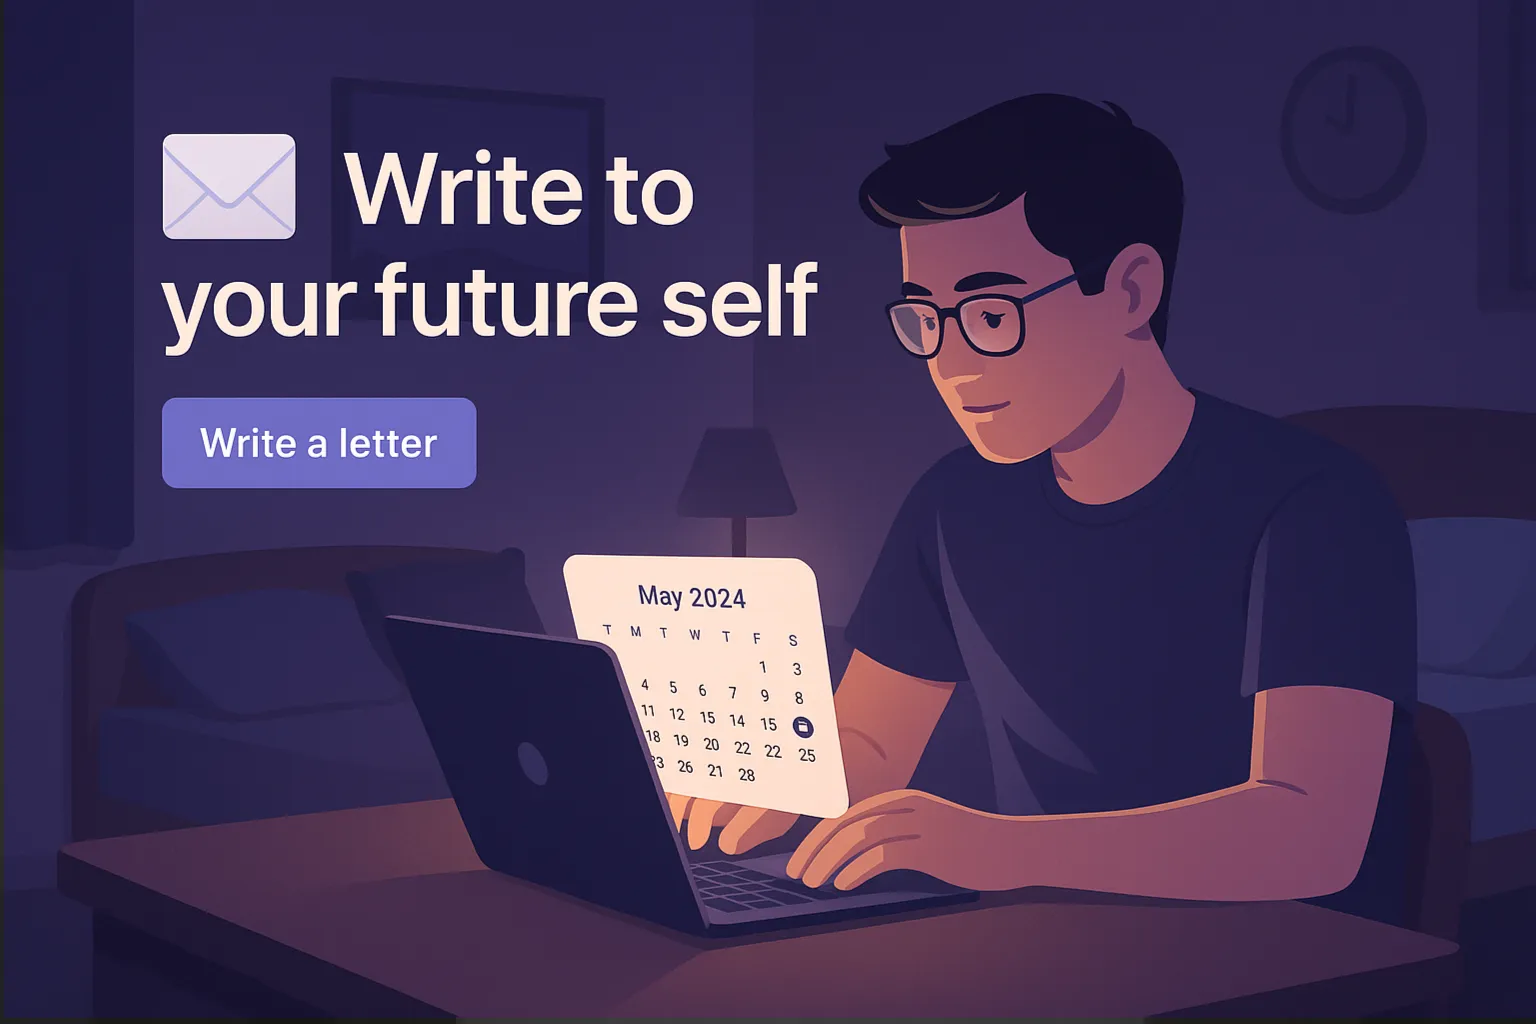 Write to
your future self
Write a letter
May 2024
T M T W T F S
1 3
4 5 6 7 9 8
11 12 15 14 15
18 19 20 22 22 25
26 21 28